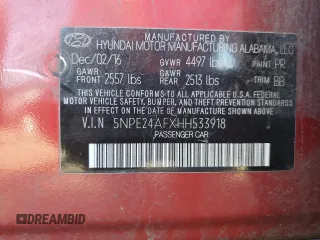 MANUFACTURED BY
HYUNDAI MOTOR MANUFACTURING ALABAMA, LLC
Dec/02/16 GVWR 4497 lbs PAINT PR
GAWR GAWR
FRONT 2557 lbs REAR 2513 lbs TRIM BB
THIS VEHICLE CONFORMS TO ALL APPLICABLE FEDERAL
SAFETY, BUMPER, AND THEFT PREVENTION STANDARDS
IN EFFECT ON THE DATE OF MANUFACTURE SHOWN ABOVE.
V.I.N 5NPE24AFXHH533918
PASSENGER CAR
DREAMBID